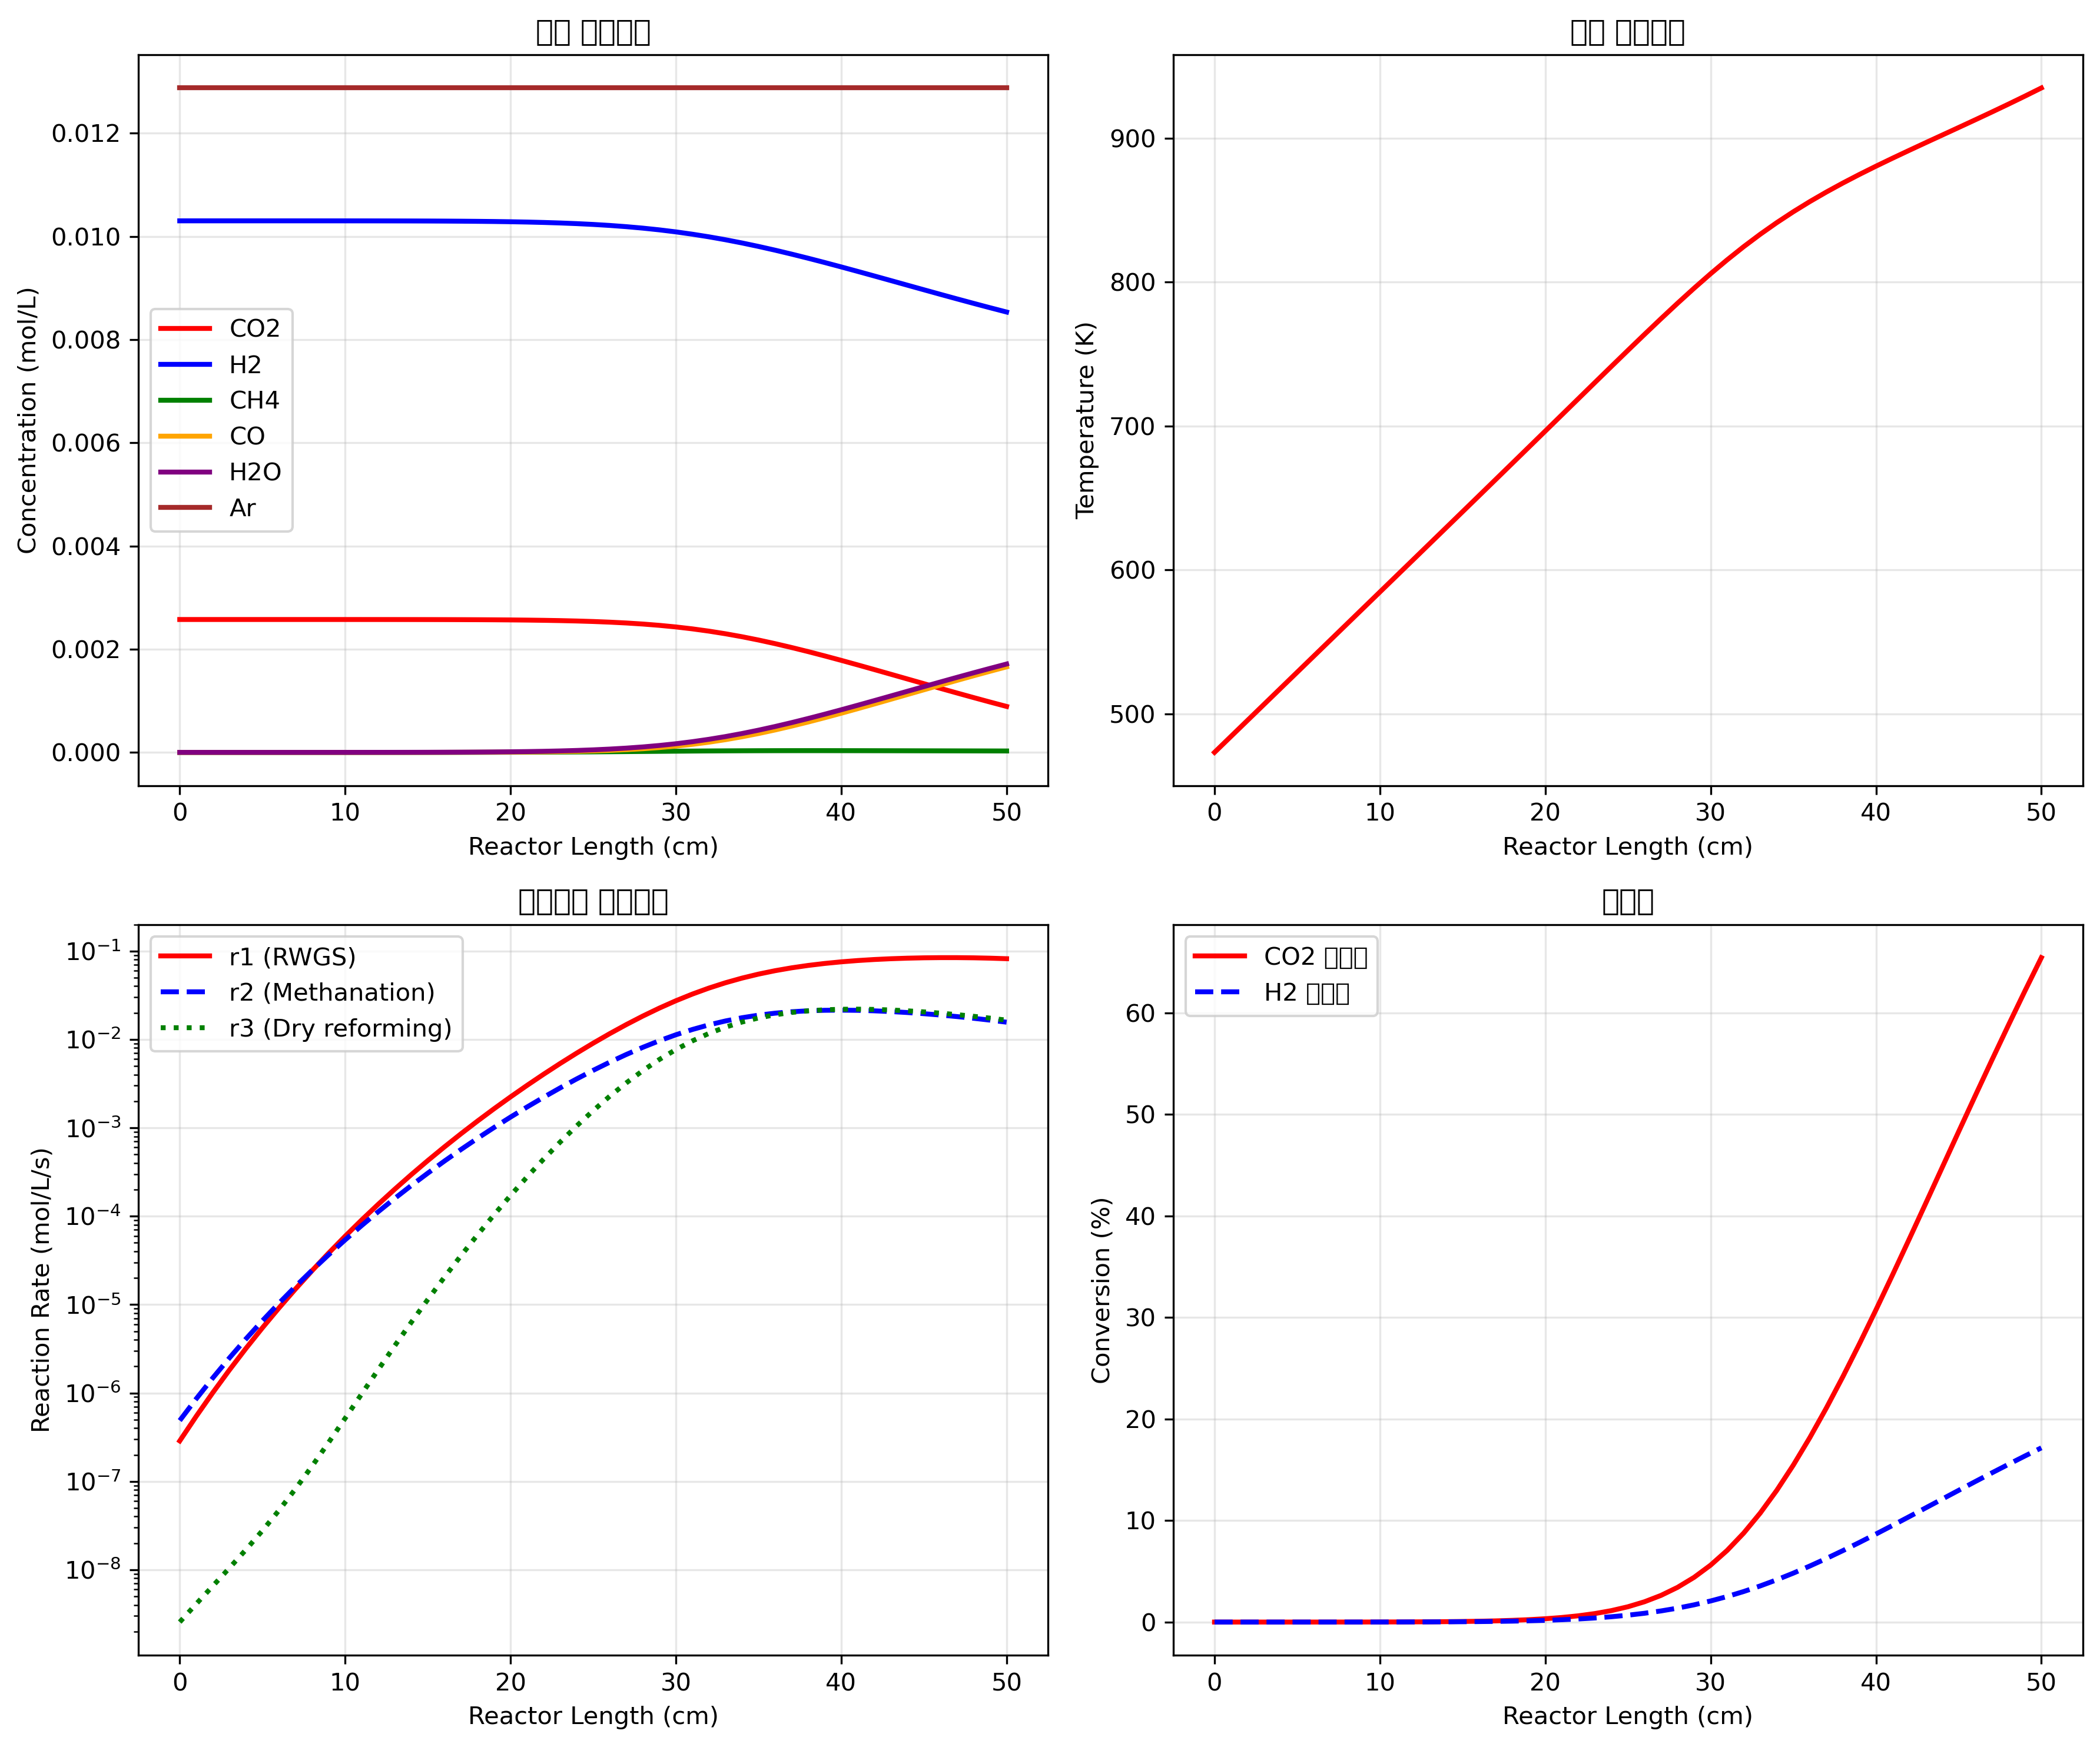 Concentration (mol/L)
0.012
0.010
0.008
0.006
0.004
0.002
0.000
CO2
H2
CH4
CO
H2O
Ar
0 10 20 30 40 50
Reactor Length (cm)
Temperature (K)
900
800
700
600
500
0 10 20 30 40 50
Reactor Length (cm)
Reaction Rate (mol/L/s)
10⁻¹
10⁻²
10⁻³
10⁻⁴
10⁻⁵
10⁻⁶
10⁻⁷
10⁻⁸
r1 (RWGS)
r2 (Methanation)
r3 (Dry reforming)
0 10 20 30 40 50
Reactor Length (cm)
Conversion (%)
60
50
40
30
20
10
0
CO2
H2
0 10 20 30 40 50
Reactor Length (cm)